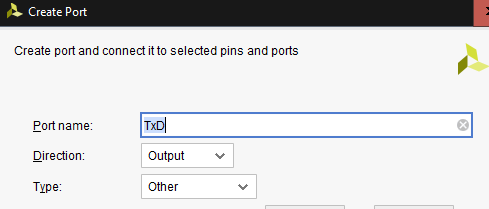 Create Port
Create port and connect it to selected pins and ports
Port name: TxD
Direction: Output
Type: Other